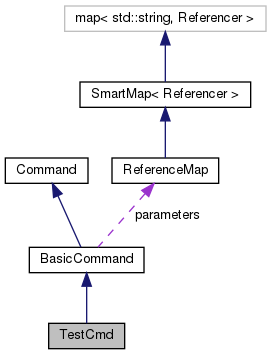 map< std::string, Referencer >
SmartMap< Referencer >
Command
ReferenceMap
parameters
BasicCommand
TestCmd